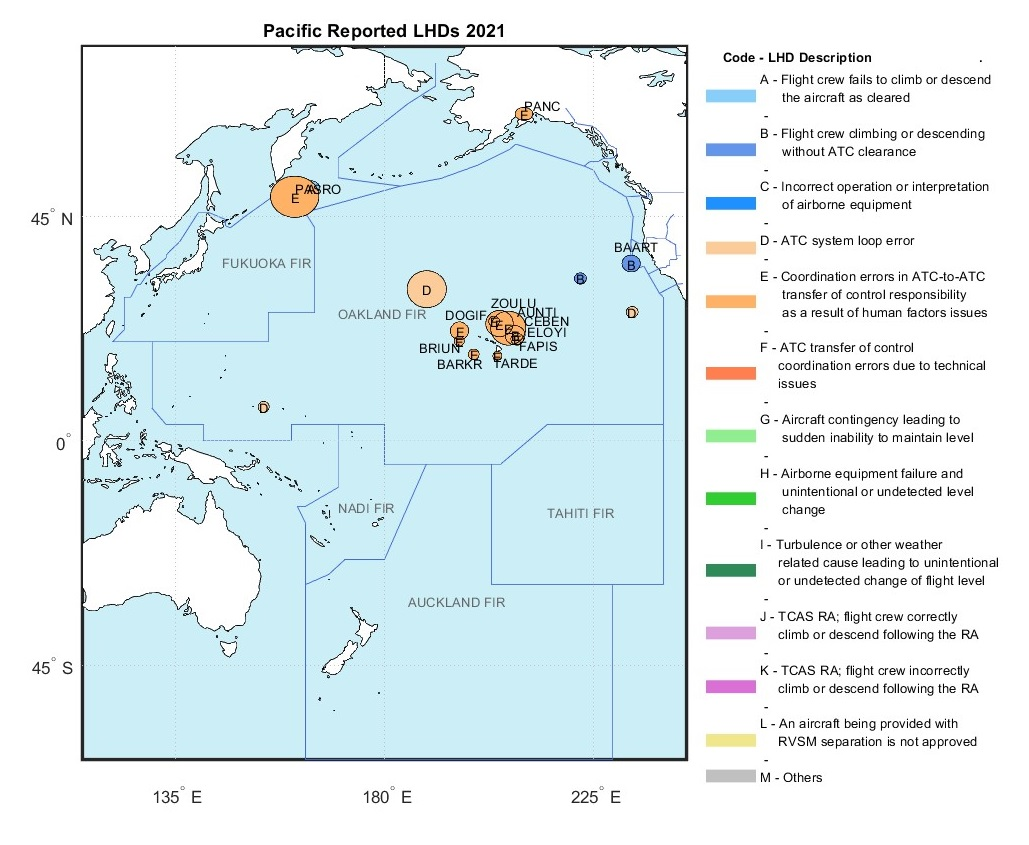 Pacific Reported LHDs 2021
Code - LHD Description .
A - Flight crew fails to climb or descend
the aircraft as cleared
-
B - Flight crew climbing or descending
without ATC clearance
-
C - Incorrect operation or interpretation
of airborne equipment
-
D - ATC system loop error
-
E - Coordination errors in ATC-to-ATC
transfer of control responsibility
as a result of human factors issues
-
F - ATC transfer of control
coordination errors due to technical
issues
-
G - Aircraft contingency leading to
sudden inability to maintain level
-
H - Airborne equipment failure and
unintentional or undetected level
change
-
I - Turbulence or other weather
related cause leading to unintentional
or undetected change of flight level
-
J - TCAS RA; flight crew correctly
climb or descend following the RA
-
K - TCAS RA; flight crew incorrectly
climb or descend following the RA
-
L - An aircraft being provided with
RVSM separation is not approved
-
M - Others
PANC
E
E
45° N
BAART
B
B
FUKUOKA FIR
D
ZOULU
OAKLAND FIR
DOGIF
AUNTI
CEBEN
D
E
E
ELOYI
BRIUN
FAPIS
BARKR
TARDE
D
0°
NADI FIR
TAHITI FIR
AUCKLAND FIR
45° S
135° E
180° E
225° E